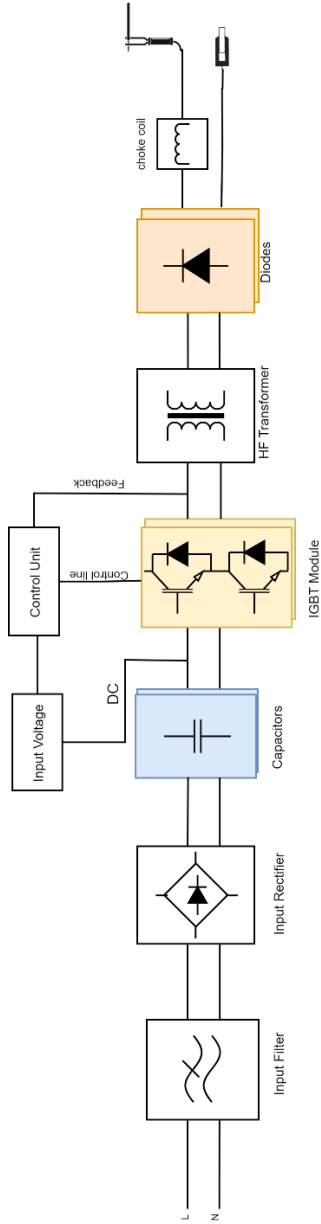 L
N
Input Filter
Input Rectifier
Capacitors
DC
Input Voltage
Control Unit
Control line
Feedback
IGBT Module
HF Transformer
Diodes
choke coil